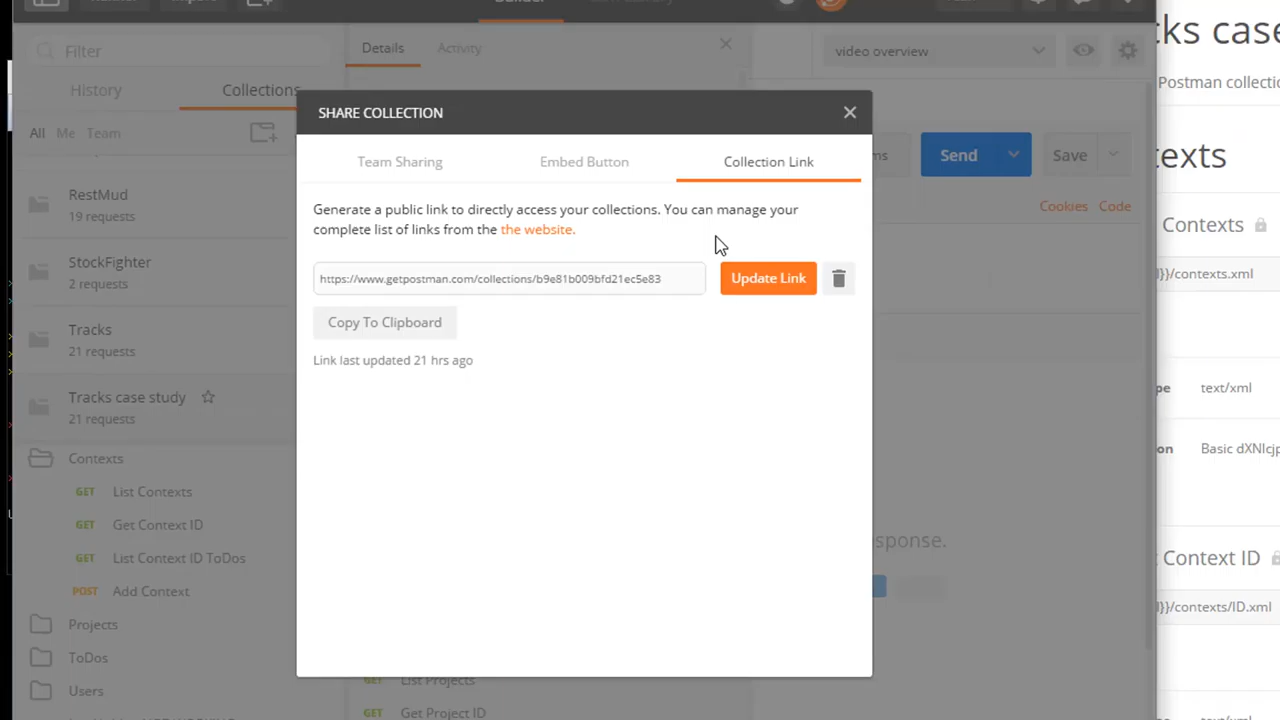 Filter
History
Collections
All Me Team
RestMud
19 requests
StockFighter
2 requests
Tracks
21 requests
Tracks case study
21 requests
Contexts
GET List Contexts
GET Get Context ID
GET List Context ID ToDos
POST Add Context
Projects
ToDos
Users
Details
Activity
video overview
Send
Save
Cookies Code
SHARE COLLECTION
Team Sharing
Embed Button
Collection Link
Generate a public link to directly access your collections. You can manage your
complete list of links from the the website.
https://www.getpostman.com/collections/b9e81b009bfd21ec5e83
Update Link
Copy To Clipboard
Link last updated 21 hrs ago
esponse.
List Projects
GET Get Project ID
ks case
Postman collectio
texts
Contexts
}}/contexts.xml
pe text/xml
on Basic dXNlcjp
Context ID
}}/contexts/ID.xml